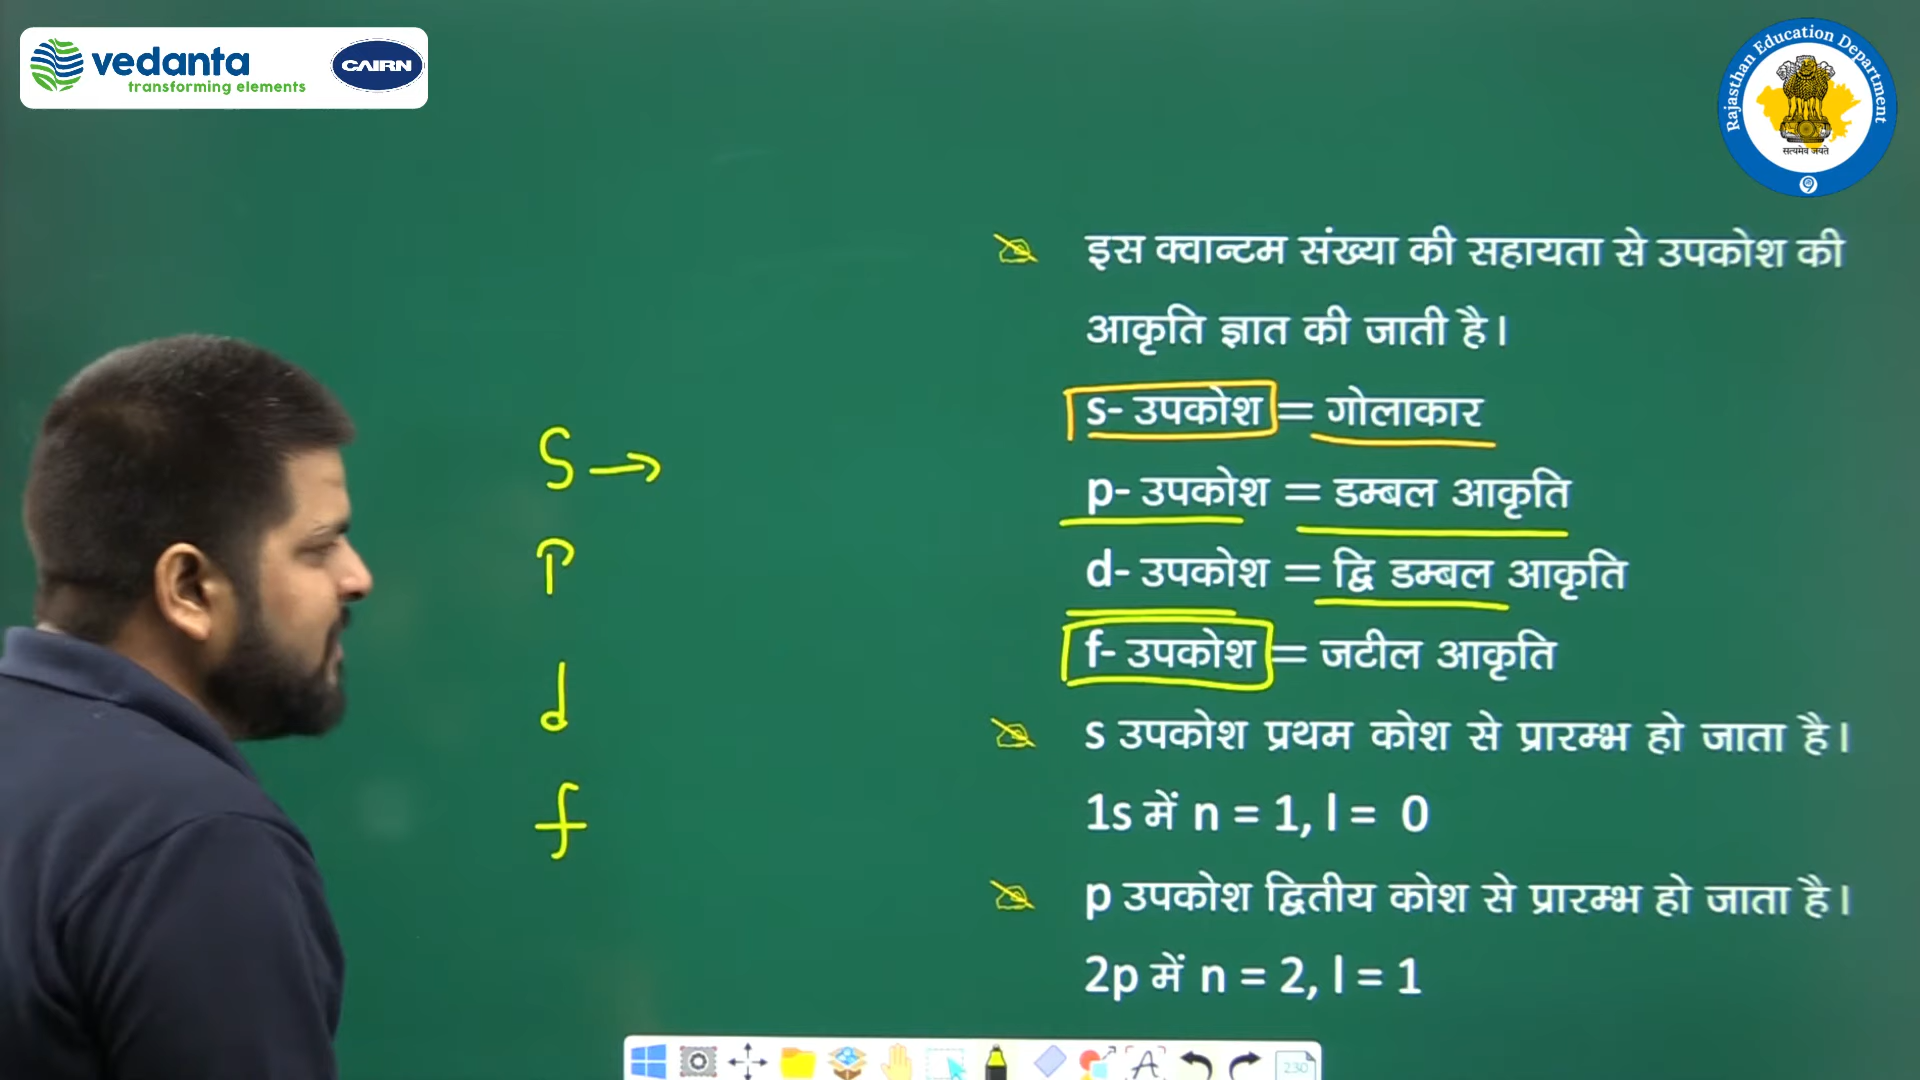 vedanta
transforming elements
CAIRN
Rajasthan Education Department
सत्यमेव जयते
इस क्वान्टम संख्या की सहायता से उपकोश की
आकृति ज्ञात की जाती है।
s- उपकोश = गोलाकार
p- उपकोश = डम्बल आकृति
d- उपकोश = द्वि डम्बल आकृति
f- उपकोश = जटील आकृति
s उपकोश प्रथम कोश से प्रारम्भ हो जाता है।
1s में n = 1, l = 0
p उपकोश द्वितीय कोश से प्रारम्भ हो जाता है।
2p में n = 2, l = 1
S →
P
d
f
A
230